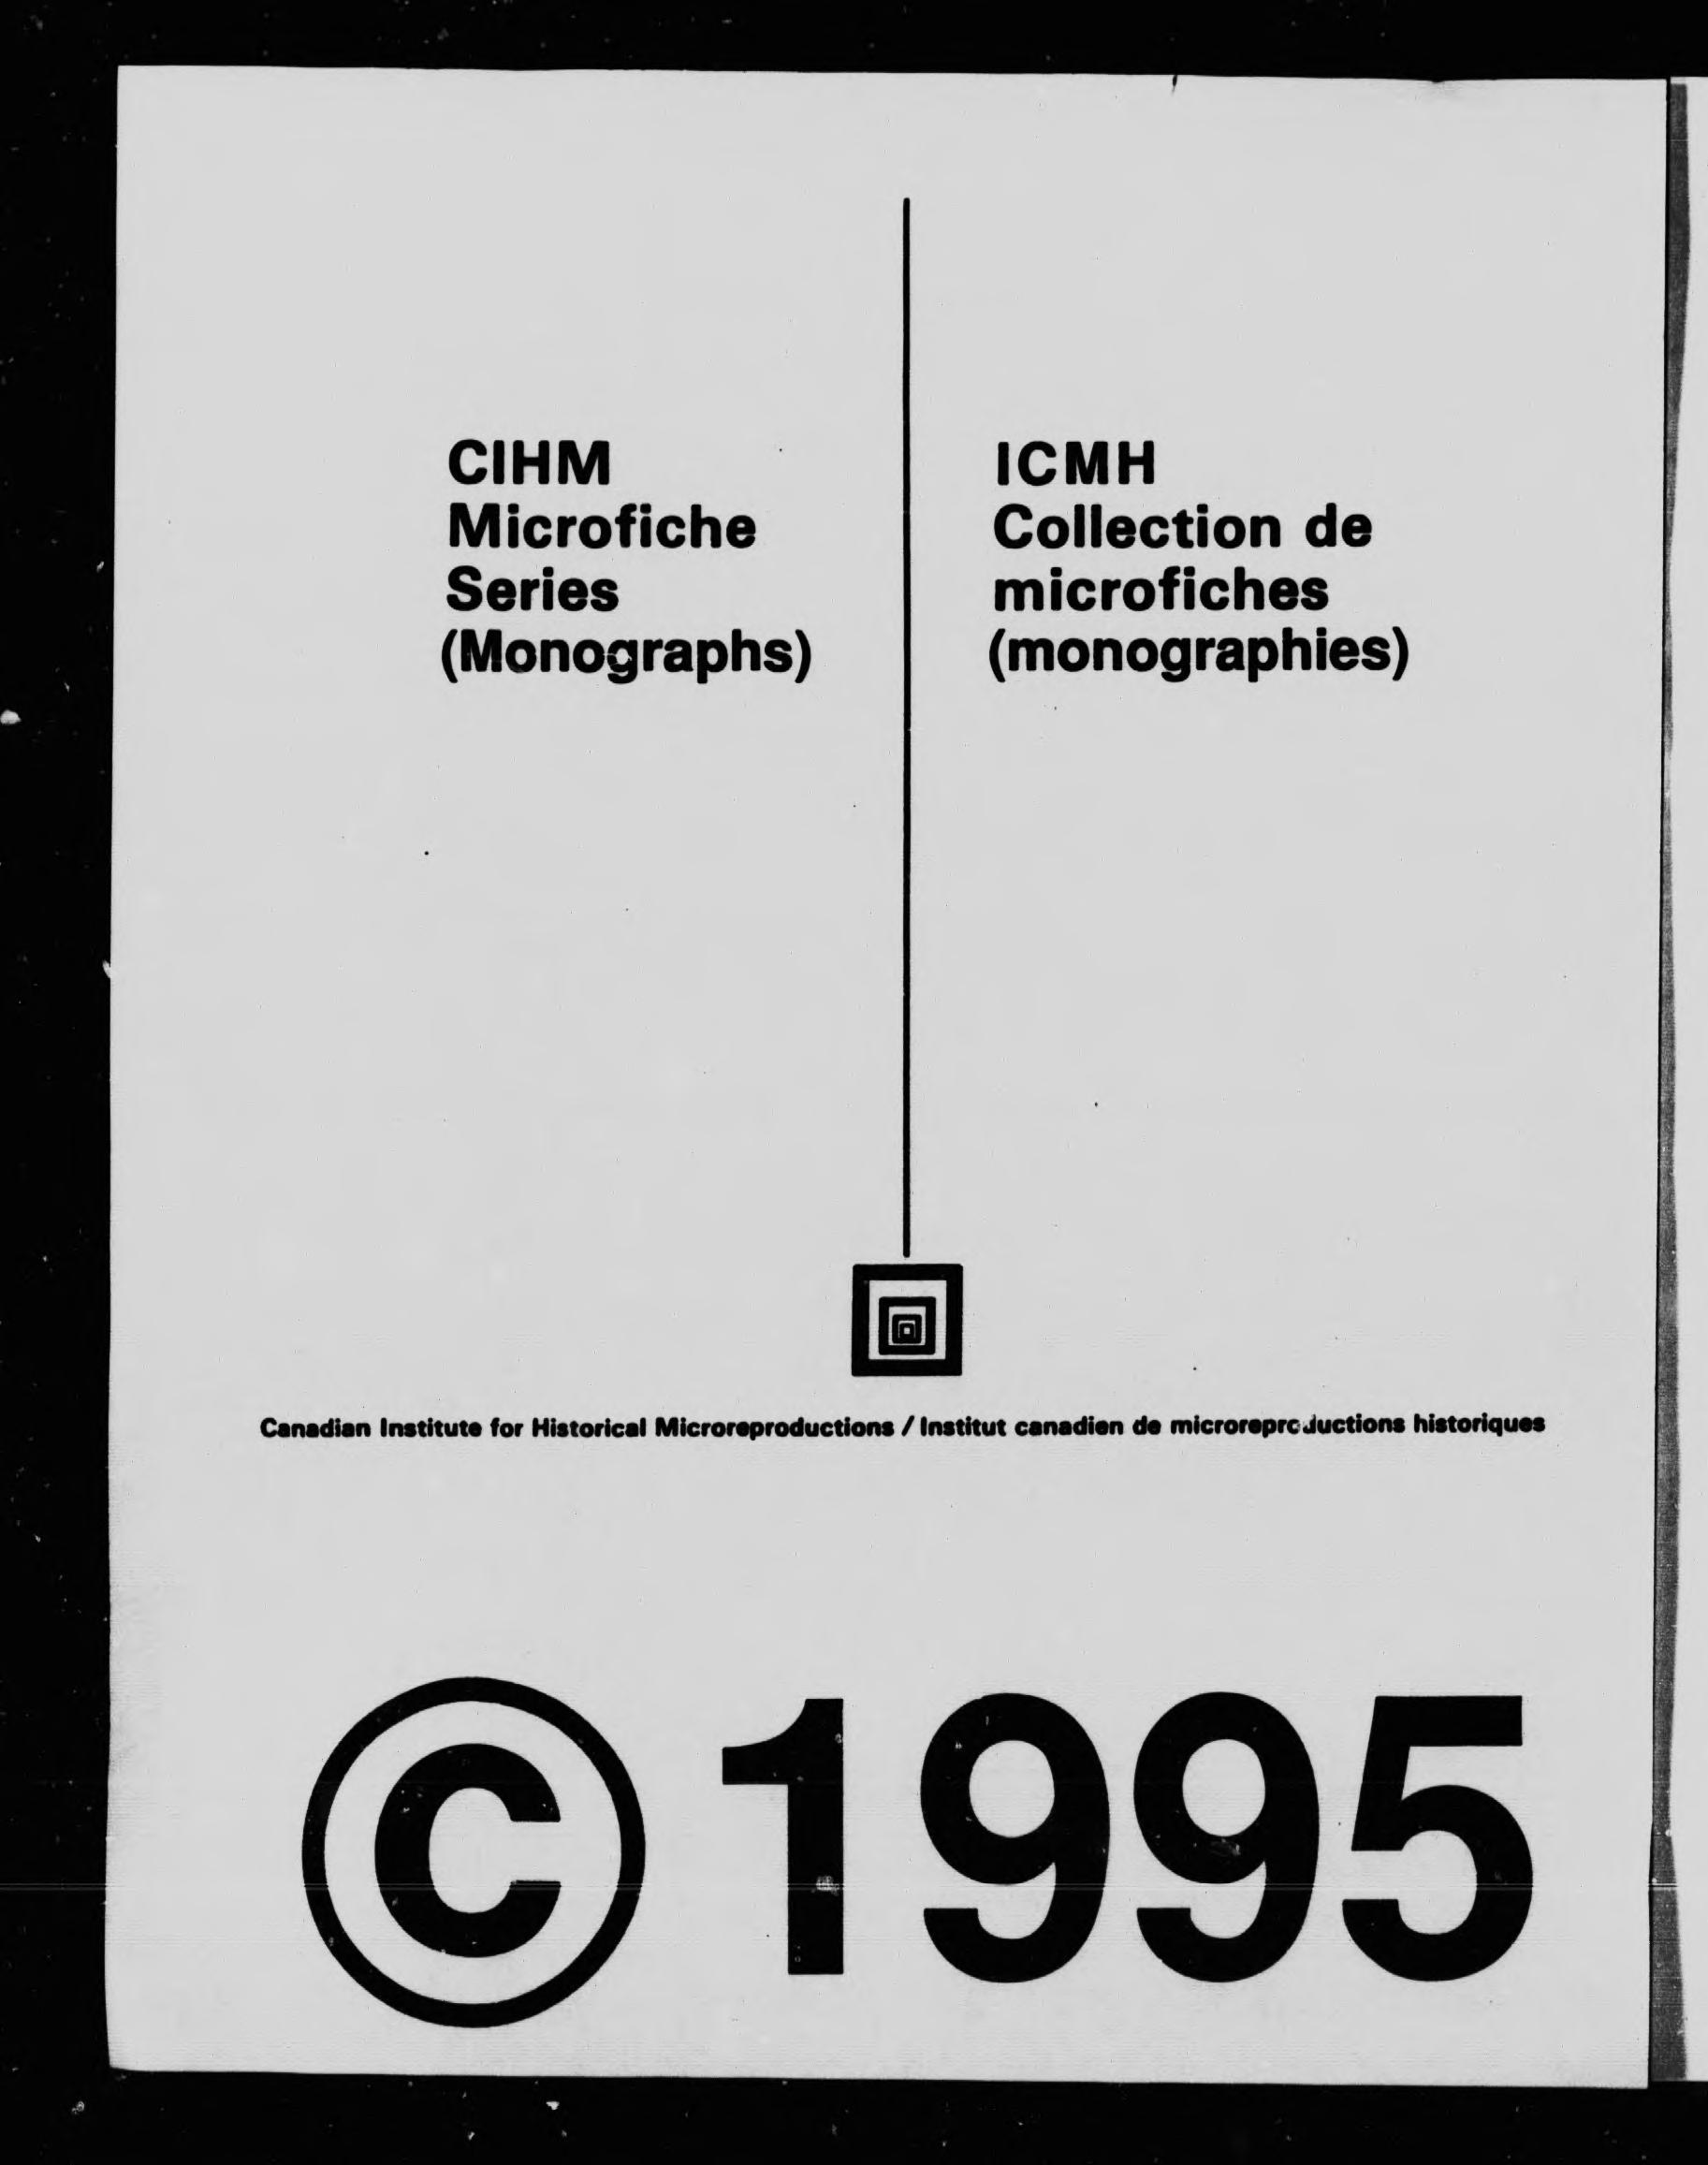 CIHM
Microfiche
Series
(Monographs)
ICMH
Collection de
microfiches
(monographies)
Canadian Institute for Historical Microreproductions / Institut canadien de microreproductions historiques
© 1995